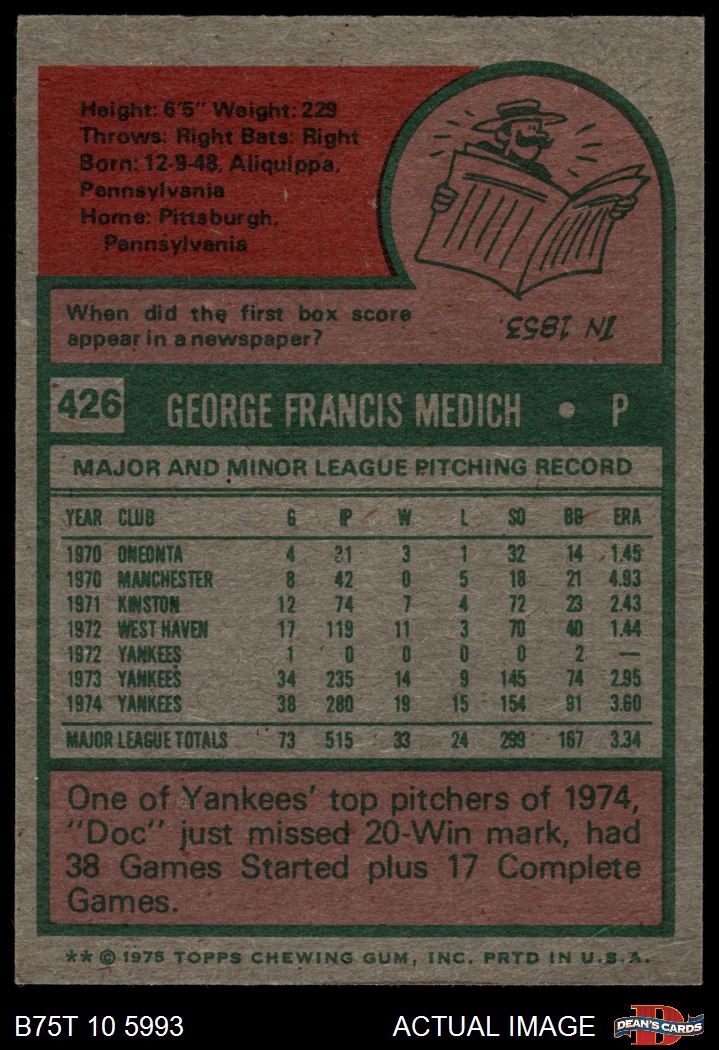 Height: 6'5" Weight: 229
Throws: Right Bats: Right
Born: 12-9-48, Aliquippa,
Pennsylvania
Home: Pittsburgh,
Pennsylvania
When did the first box score
appear in a newspaper?
IN 1853.
426 GEORGE FRANCIS MEDICH • P
MAJOR AND MINOR LEAGUE PITCHING RECORD
YEAR CLUB G IP W L SO BB ERA
1970 ONEONTA 4 31 3 1 32 14 1.45
1970 MANCHESTER 8 42 0 5 18 21 4.93
1971 KINSTON 12 74 7 4 72 23 2.43
1972 WEST HAVEN 17 119 11 3 70 40 1.44
1972 YANKEES 1 0 0 0 0 2 —
1973 YANKEES 34 235 14 9 145 74 2.95
1974 YANKEES 38 280 19 15 154 91 3.60
MAJOR LEAGUE TOTALS 73 515 33 24 299 167 3.34
One of Yankees' top pitchers of 1974,
"Doc" just missed 20-Win mark, had
38 Games Started plus 17 Complete
Games.
** © 1975 TOPPS CHEWING GUM, INC. PRTD IN U.S.A.
B75T 10 5993 ACTUAL IMAGE DEAN'S CARDS